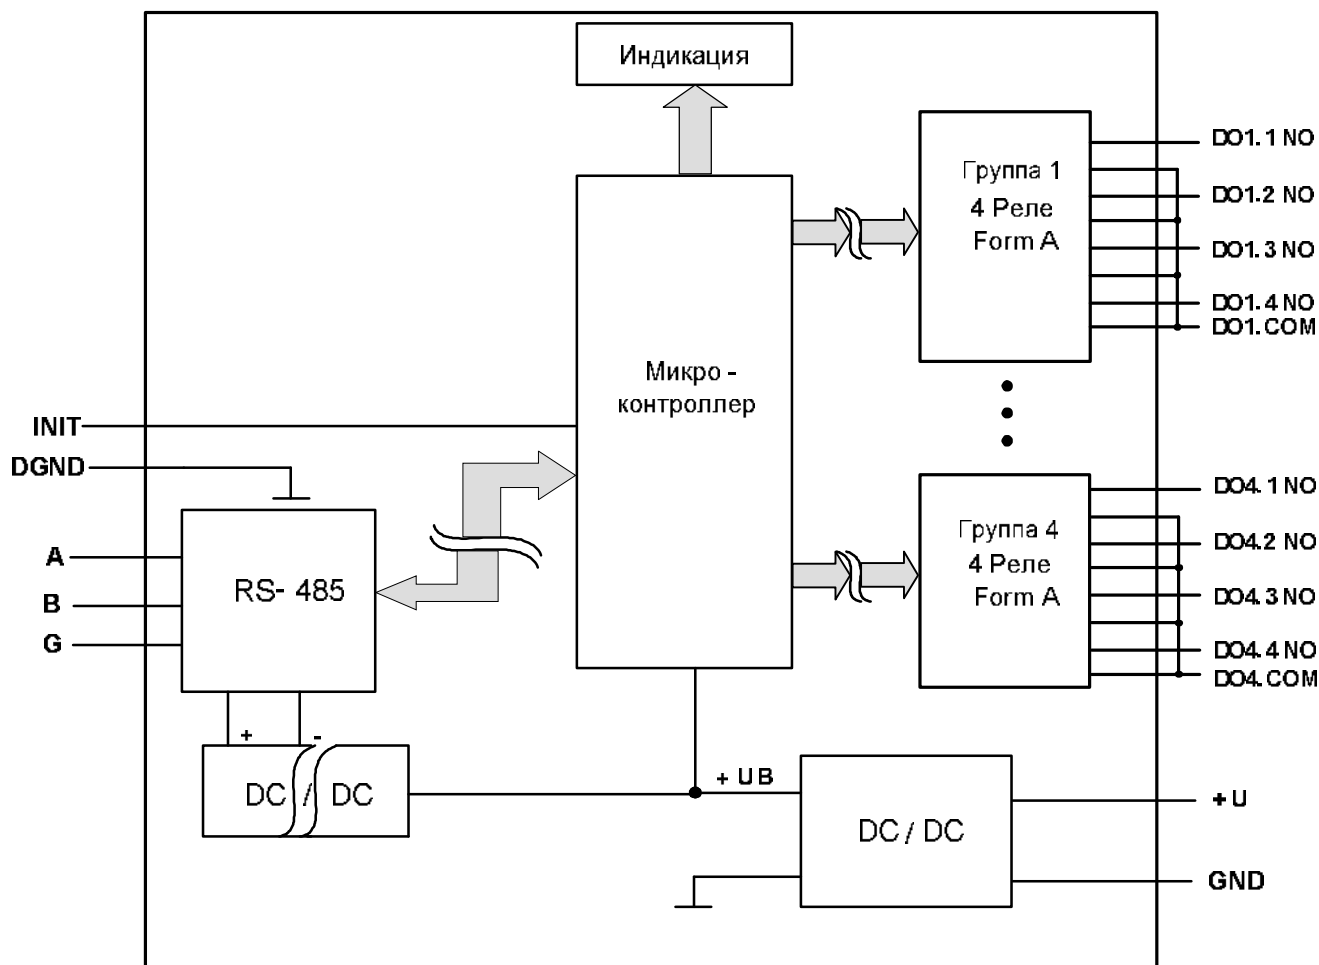 Индикация
Группа 1
4 Реле
Form A
DO1.1 NO
DO1.2 NO
DO1.3 NO
DO1.4 NO
DO1.COM
Микро -
контроллер
INIT
DGND
A
B
G
RS- 485
Группа 4
4 Реле
Form A
DO4.1 NO
DO4.2 NO
DO4.3 NO
DO4.4 NO
DO4.COM
+ -
DC / DC
+ UB
DC / DC
+U
GND